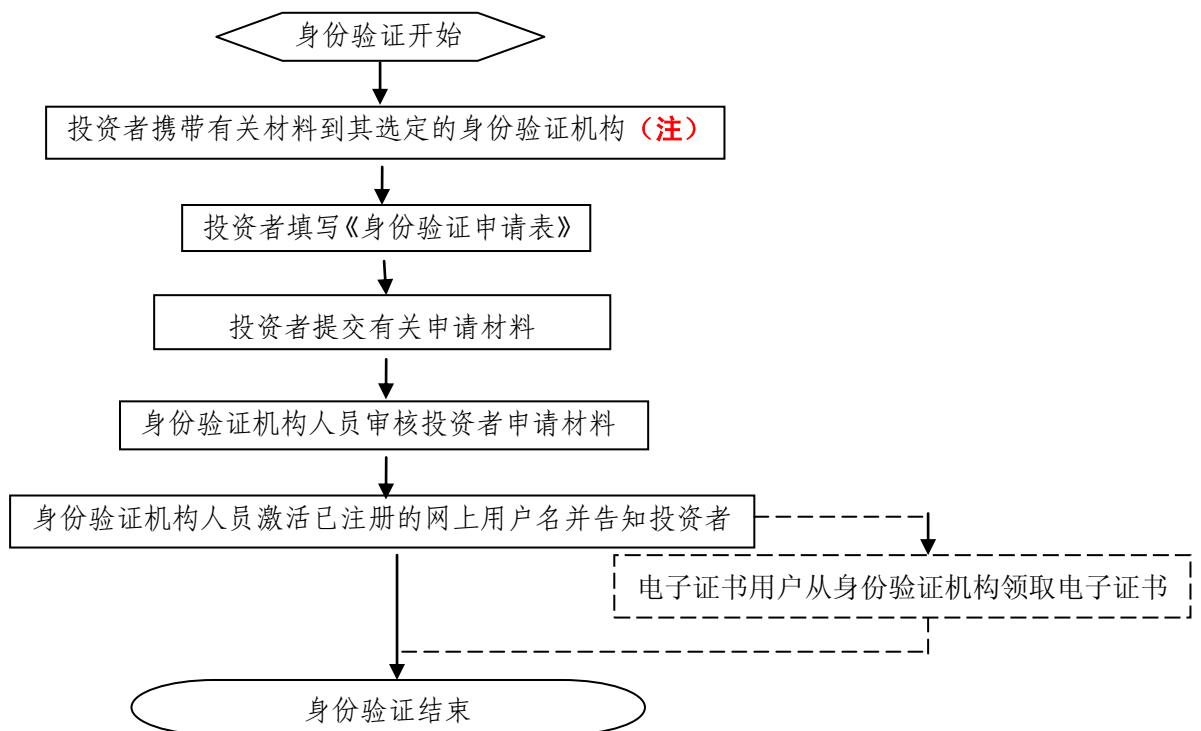 身份验证开始
投资者携带有关材料到其选定的身份验证机构（注）
投资者填写《身份验证申请表》
投资者提交有关申请材料
身份验证机构人员审核投资者申请材料
身份验证机构人员激活已注册的网上用户名并告知投资者
电子证书用户从身份验证机构领取电子证书
身份验证结束